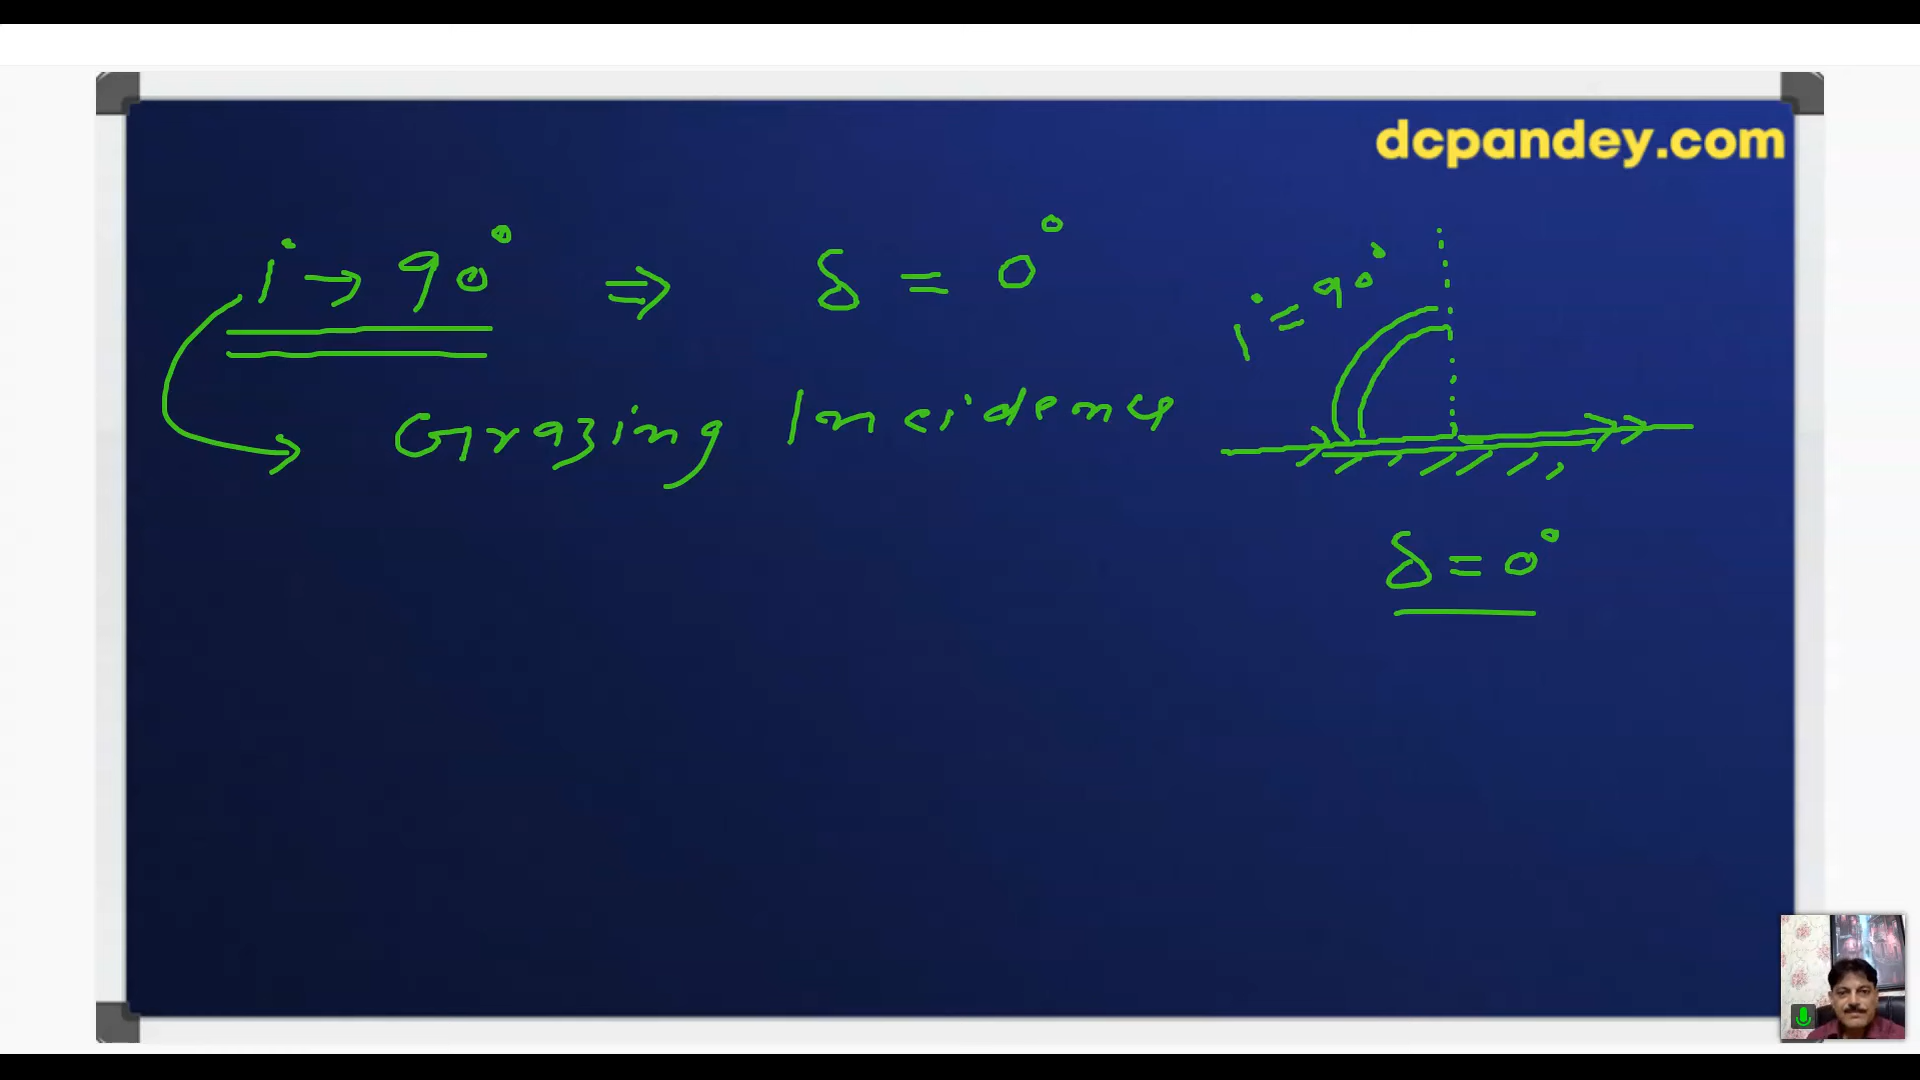 dcpandey.com
i → 90° ⇒ δ = 0°
i = 90°
Grazing Incidence
δ = 0°